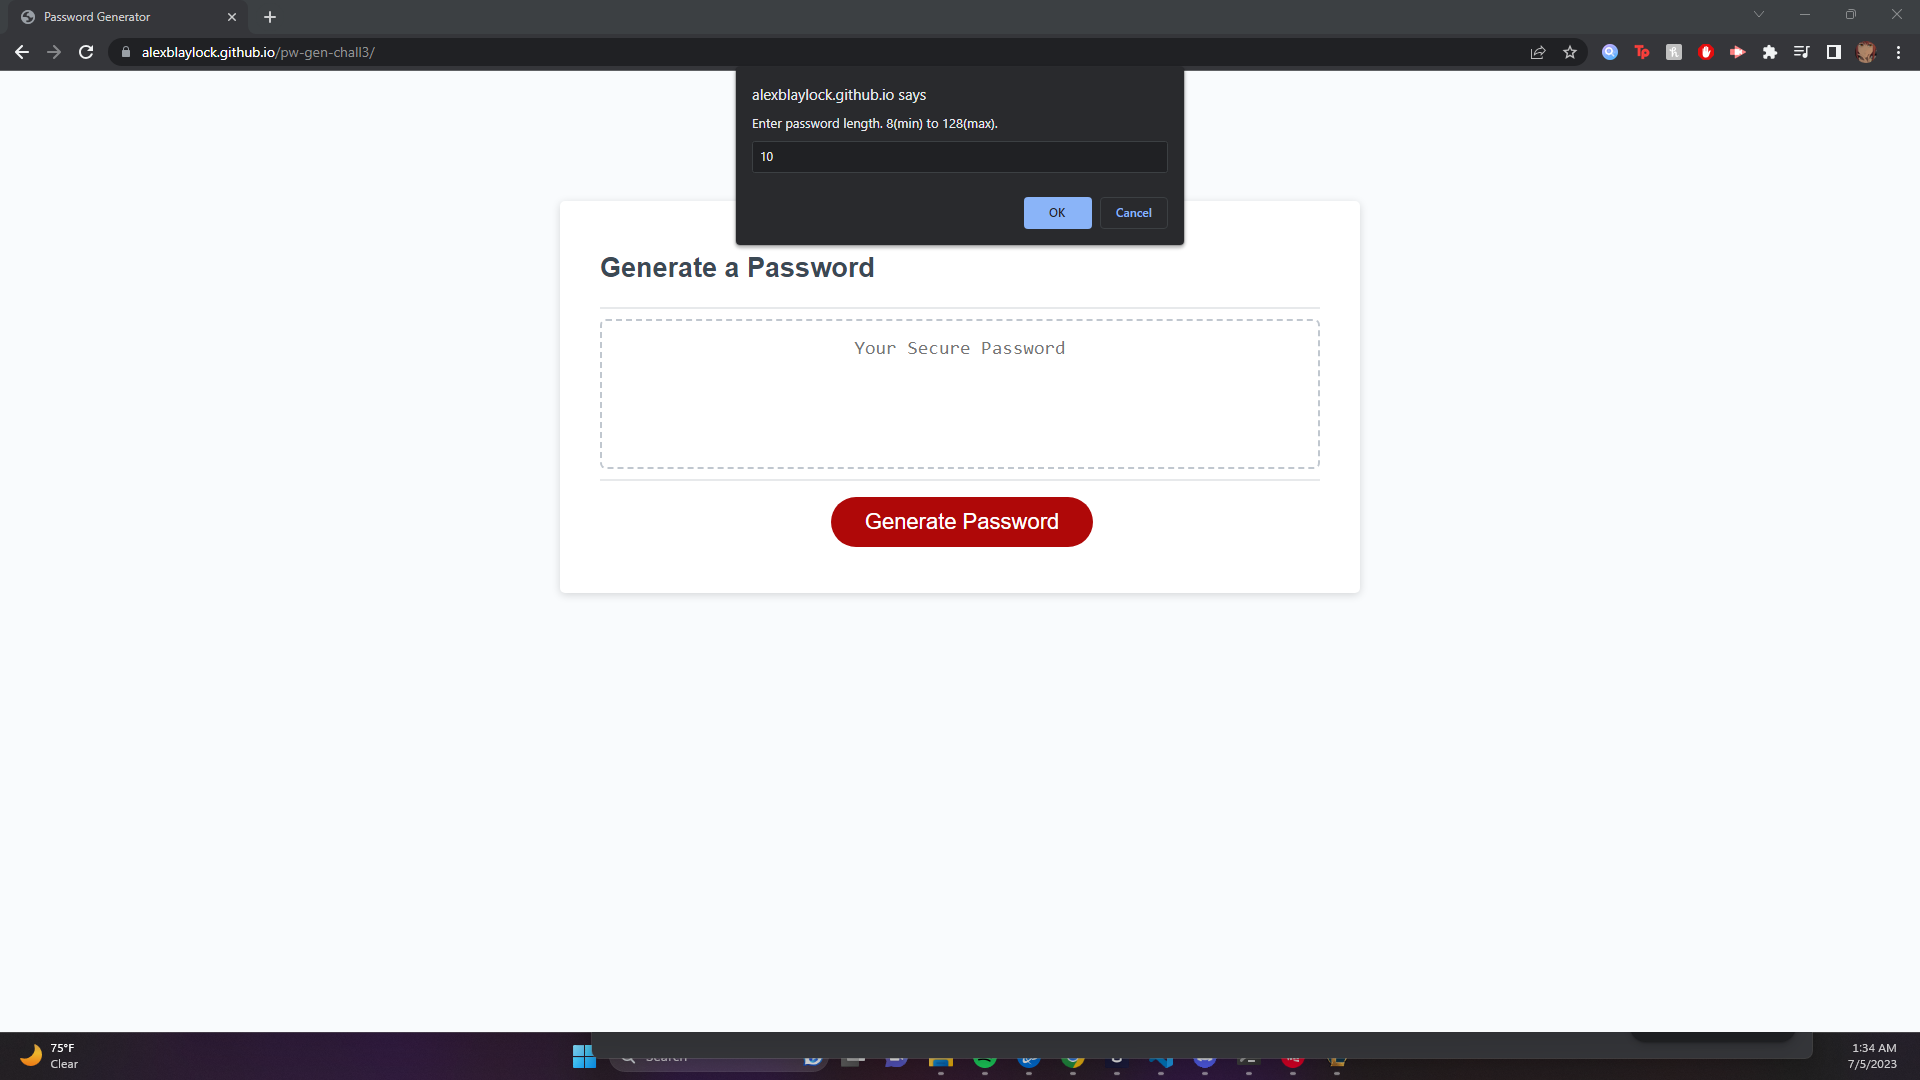 Password Generator
alexblaylock.github.io/pw-gen-chall3/
Tp
alexblaylock.github.io says
Enter password length. 8(min) to 128(max).
10
OK
Cancel
Generate a Password
Your Secure Password
Generate Password
75°F
Clear
Search
1:34 AM
7/5/2023